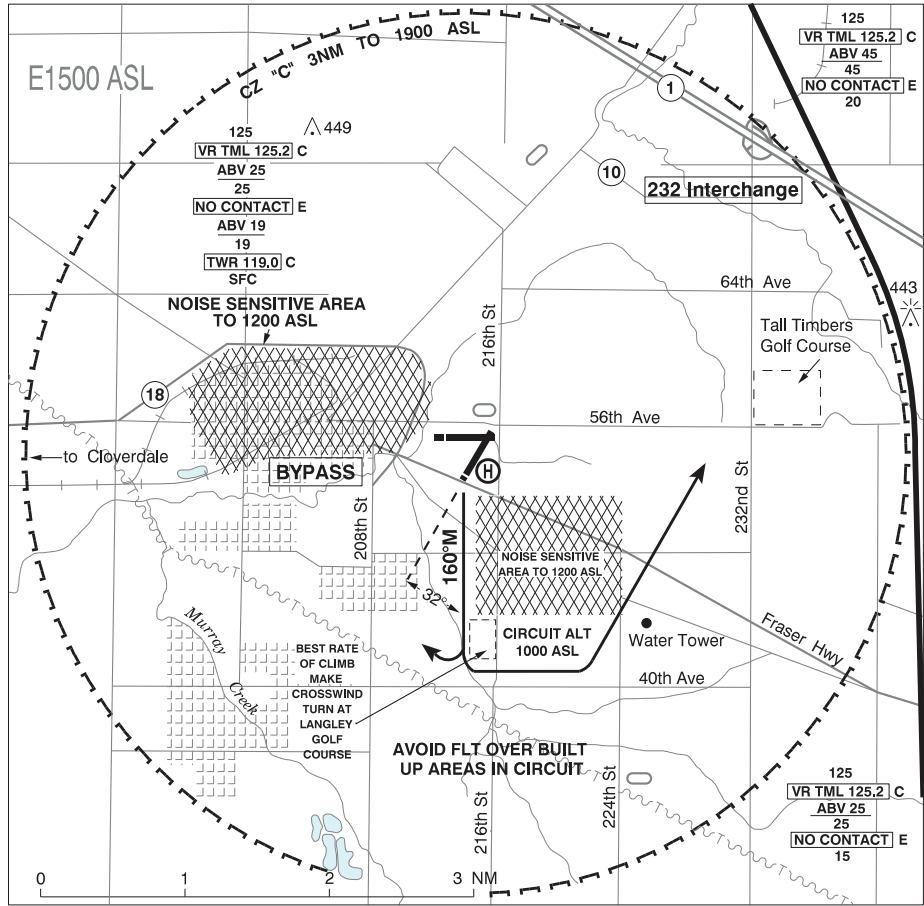 CZ "C" 3NM TO 1900 ASL
E1500 ASL
125
VR TML 125.2 C
ABV 45
45
NO CONTACT E
20
1
449
125
VR TML 125.2 C
ABV 25
25
NO CONTACT E
ABV 19
19
TWR 119.0 C
SFC
10
232 Interchange
64th Ave
443
NOISE SENSITIVE AREA
TO 1200 ASL
216th St
Tall Timbers
Golf Course
18
56th Ave
to Cloverdale
BYPASS
H
208th St
232nd St
160°M
NOISE SENSITIVE
AREA TO 1200 ASL
32°
Murray
Creek
CIRCUIT ALT
1000 ASL
Water Tower
Fraser Hwy
BEST RATE
OF CLIMB
MAKE
CROSSWIND
TURN AT
LANGLEY
GOLF
COURSE
40th Ave
AVOID FLT OVER BUILT
UP AREAS IN CIRCUIT
216th St
224th St
125
VR TML 125.2 C
ABV 25
25
NO CONTACT E
15
0 1 2 3 NM